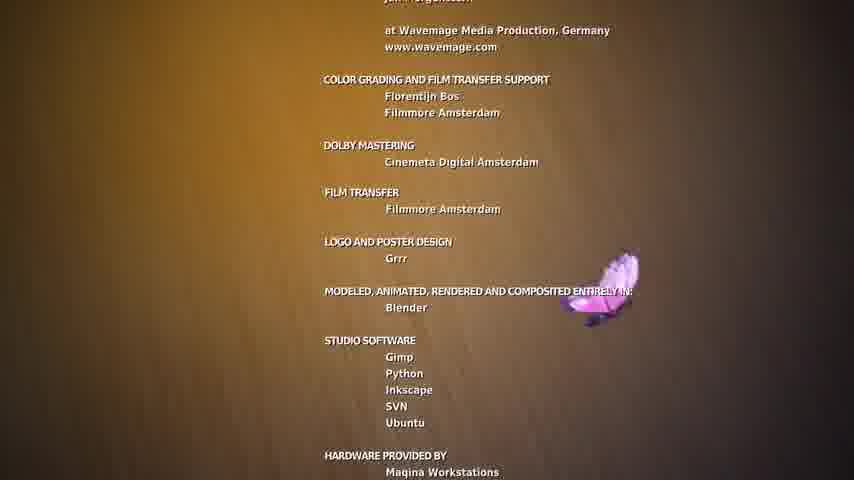 at Wavemage Media Production, Germany
www.wavemage.com
COLOR GRADING AND FILM TRANSFER SUPPORT
Florentijn Bos
Filmmore Amsterdam
DOLBY MASTERING
Cinemeta Digital Amsterdam
FILM TRANSFER
Filmmore Amsterdam
LOGO AND POSTER DESIGN
Grrr
MODELED, ANIMATED, RENDERED AND COMPOSITED ENTIRELY IN:
Blender
STUDIO SOFTWARE
Gimp
Python
Inkscape
SVN
Ubuntu
HARDWARE PROVIDED BY
Maqina Workstations